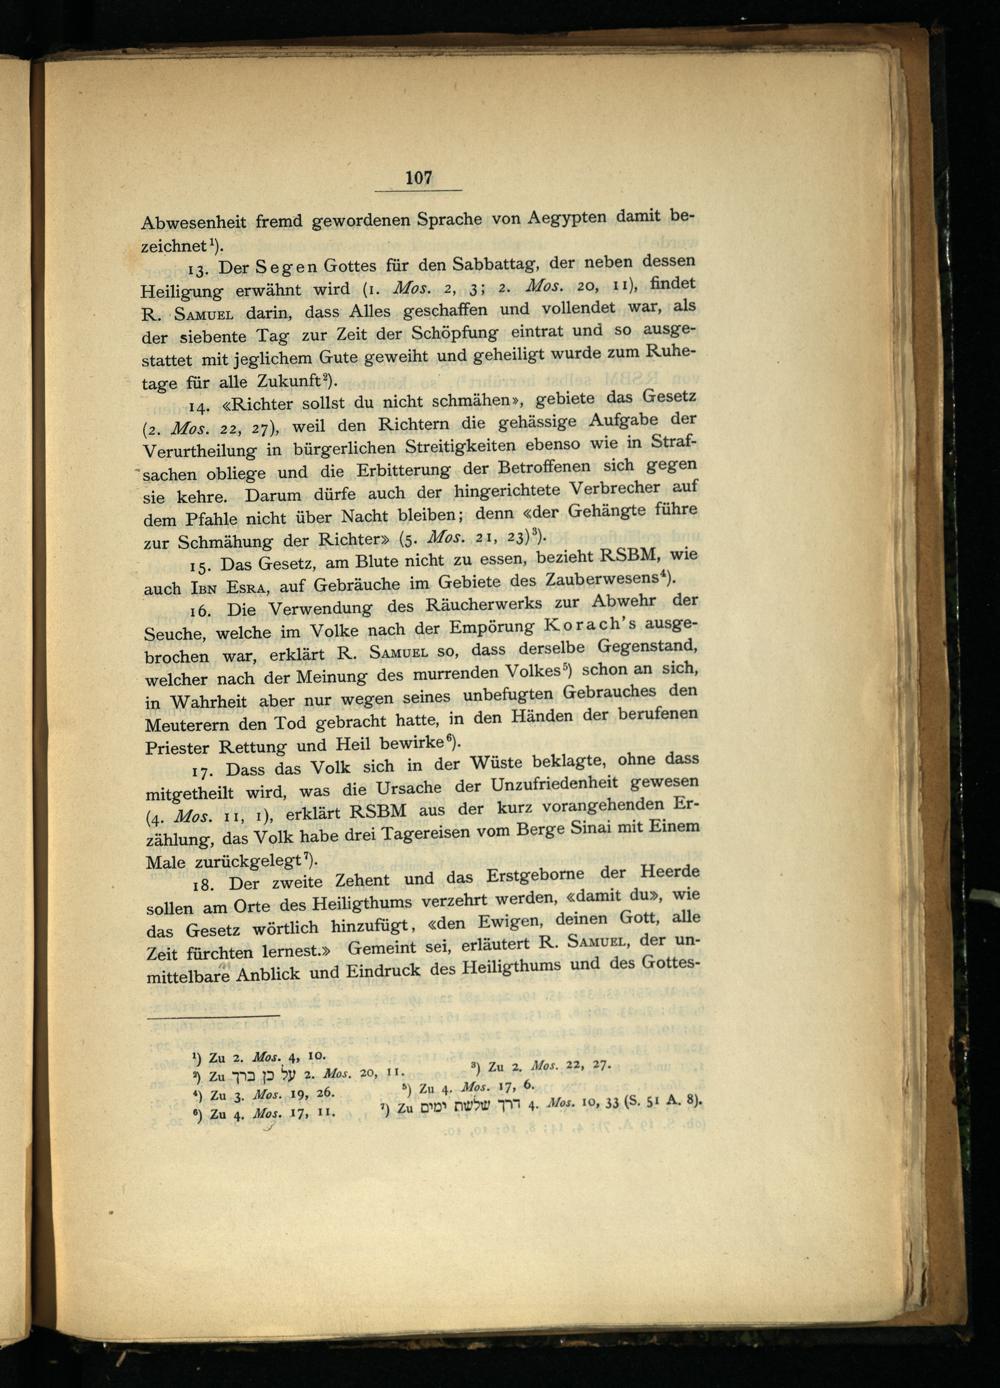 107
Abwesenheit fremd gewordenen Sprache von Aegypten damit be-
zeichnet¹).
13. Der Segen Gottes für den Sabbattag, der neben dessen
Heiligung erwähnt wird (1. Mos. 2, 3; 2. Mos. 20, 11), findet
R. Samuel darin, dass Alles geschaffen und vollendet war, als
der siebente Tag zur Zeit der Schöpfung eintrat und so ausge-
stattet mit jeglichem Gute geweiht und geheiligt wurde zum Ruhe-
tage für alle Zukunft²).
14. «Richter sollst du nicht schmähen», gebiete das Gesetz
(2. Mos. 22, 27), weil den Richtern die gehässige Aufgabe der
Verurtheilung in bürgerlichen Streitigkeiten ebenso wie in Straf-
sachen obliege und die Erbitterung der Betroffenen sich gegen
sie kehre. Darum dürfe auch der hingerichtete Verbrecher auf
dem Pfahle nicht über Nacht bleiben; denn «der Gehängte führe
zur Schmähung der Richter» (5. Mos. 21, 23)³).
15. Das Gesetz, am Blute nicht zu essen, bezieht RSBM, wie
auch Ibn Esra, auf Gebräuche im Gebiete des Zauberwesens⁴).
16. Die Verwendung des Räucherwerks zur Abwehr der
Seuche, welche im Volke nach der Empörung Korach's ausge-
brochen war, erklärt R. Samuel so, dass derselbe Gegenstand,
welcher nach der Meinung des murrenden Volkes⁵) schon an sich,
in Wahrheit aber nur wegen seines unbefugten Gebrauches den
Meuterern den Tod gebracht hatte, in den Händen der berufenen
Priester Rettung und Heil bewirke⁶).
17. Dass das Volk sich in der Wüste beklagte, ohne dass
mitgetheilt wird, was die Ursache der Unzufriedenheit gewesen
(4. Mos. 11, 1), erklärt RSBM aus der kurz vorangehenden Er-
zählung, das Volk habe drei Tagereisen vom Berge Sinai mit Einem
Male zurückgelegt⁷).
18. Der zweite Zehent und das Erstgeborne der Heerde
sollen am Orte des Heiligthums verzehrt werden, «damit du», wie
das Gesetz wörtlich hinzufügt, «den Ewigen, deinen Gott, alle
Zeit fürchten lernest.» Gemeint sei, erläutert R. Samuel, der un-
mittelbare Anblick und Eindruck des Heiligthums und des Gottes-
¹) Zu 2. Mos. 4, 10.
²) Zu על כן ברך 2. Mos. 20, 11. ³) Zu 2. Mos. 22, 27.
⁴) Zu 3. Mos. 19, 26. ⁵) Zu 4. Mos. 17, 6.
⁶) Zu 4. Mos. 17, 11. ⁷) Zu דרך שלשת ימים 4. Mos. 10, 33 (S. 51 A. 8).